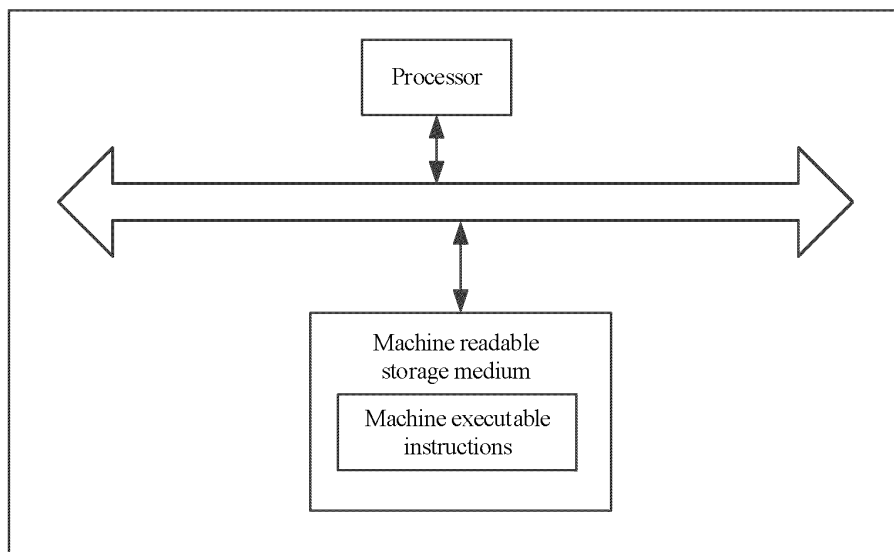 Processor
Machine readable
storage medium
Machine executable
instructions